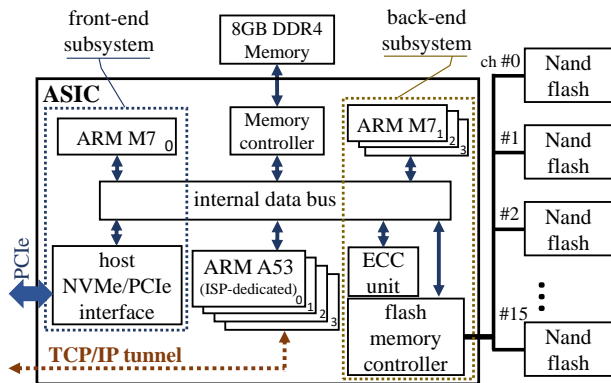 front-end
subsystem
8GB DDR4
Memory
back-end
subsystem
ch #0
Nand
flash
ASIC
ARM M7
0
Memory
controller
ARM M7
1
2
3
#1
Nand
flash
internal data bus
#2
Nand
flash
PCIe
host
NVMe/PCIe
interface
ARM A53
(ISP-dedicated)
0
1
2
3
ECC
unit
flash
memory
controller
#15
Nand
flash
TCP/IP tunnel